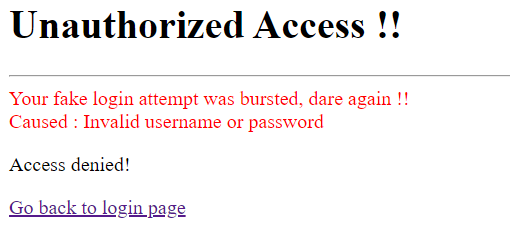 Unauthorized Access !!
Your fake login attempt was bursted, dare again !!
Caused : Invalid username or password
Access denied!
Go back to login page